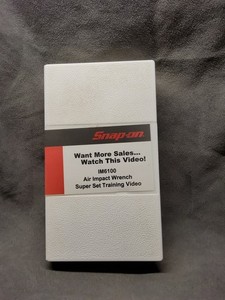 Snap-on
Want More Sales...
Watch This Video!
IM6100
Air Impact Wrench
Super Set Training Video